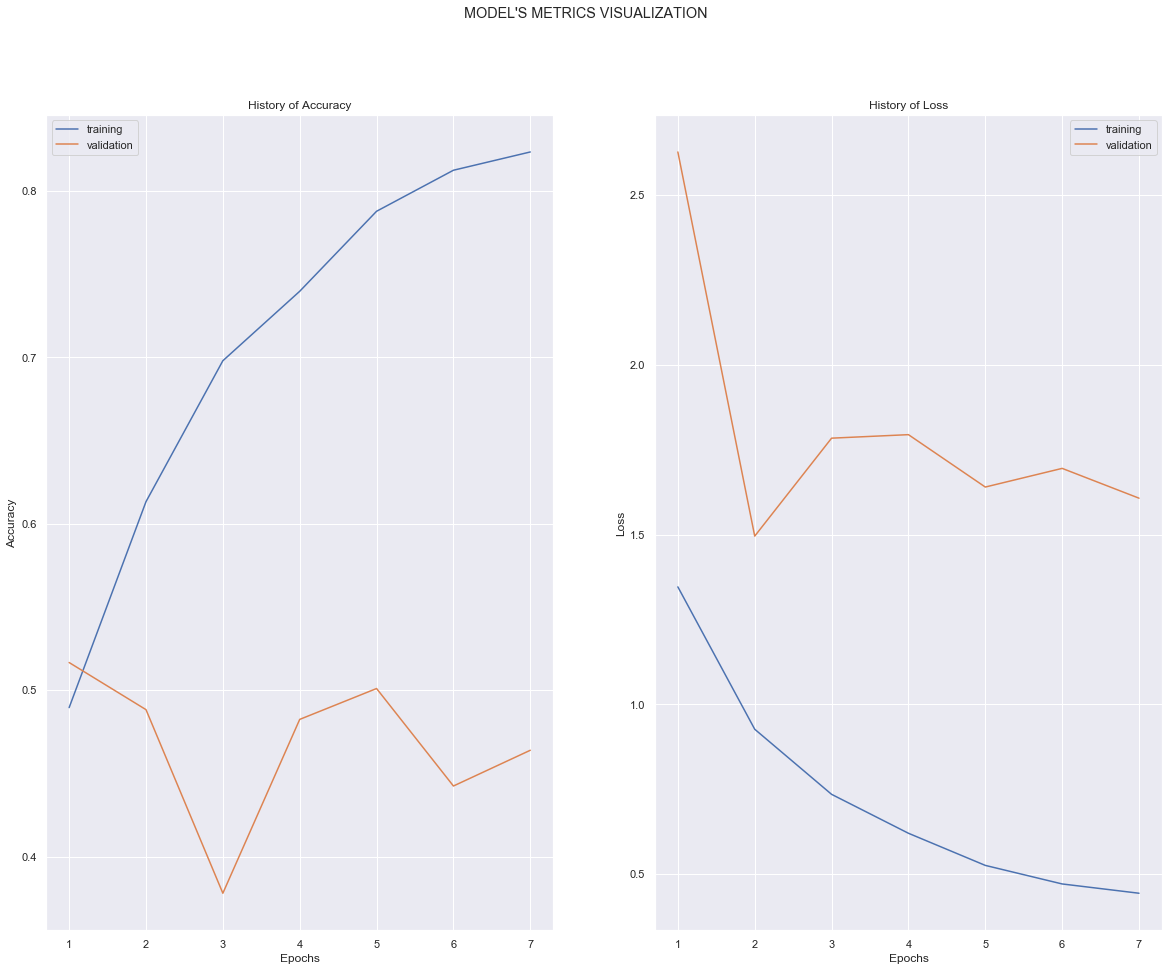 MODEL'S METRICS VISUALIZATION
History of Accuracy
training
validation
0.8
0.7
0.6
0.5
0.4
Accuracy
1 2 3 4 5 6 7
Epochs
History of Loss
training
validation
2.5
2.0
1.5
1.0
0.5
Loss
1 2 3 4 5 6 7
Epochs